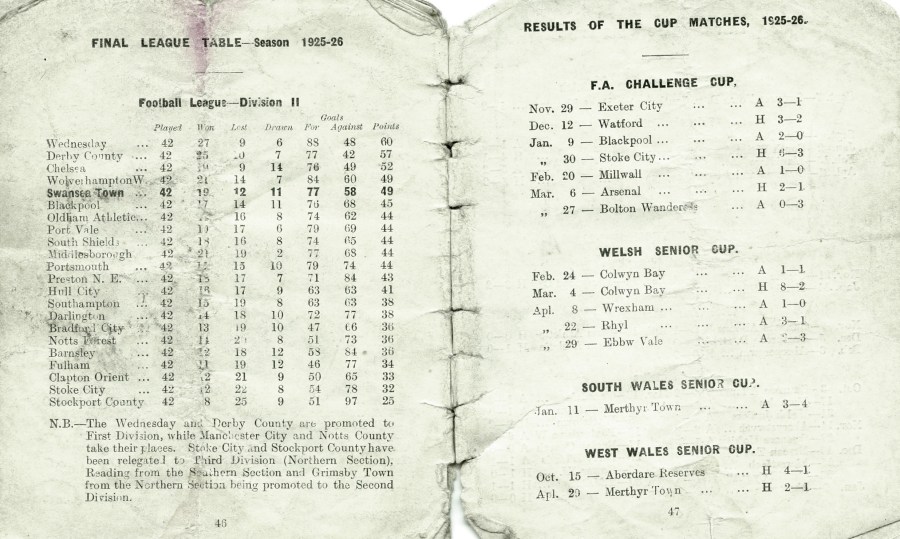 FINAL LEAGUE TABLE—Season 1925-26
Football League—Division II
Goals
Played Won Lost Drawn For Against Points
Wednesday ... 42 27 9 6 88 48 60
Derby County ... 42 25 10 7 77 42 57
Chelsea ... 42 19 9 14 76 49 52
Wolverhampton W. 42 21 14 7 84 60 49
Swansea Town ... 42 19 12 11 77 58 49
Blackpool ... 42 17 14 11 76 68 45
Oldham Athletic... 42 16 8 74 62 44
Port Vale ... 42 19 17 6 79 69 44
South Shields 42 18 16 8 74 65 44
Middlesborough 42 21 19 2 77 68 44
Portsmouth ... 42 15 10 79 74 44
Preston N. E. ... 42 18 17 7 71 84 43
Hull City ... 42 16 17 9 63 63 41
Southampton ... 42 15 19 8 63 63 38
Darlington ... 42 14 18 10 72 77 38
Bradford City 42 13 19 10 47 66 36
Notts Forest ... 42 14 8 51 73 36
Barnsley ... 42 12 18 12 58 84 36
Fulham ... 42 11 19 12 46 77 34
Clapton Orient ... 42 12 21 9 50 65 33
Stoke City ... 42 12 22 8 54 78 32
Stockport County 42 8 25 9 51 97 25
N.B.—The Wednesday and Derby County are promoted to
First Division, while Manchester City and Notts County
take their places. Stoke City and Stockport County have
been relegated to Third Division (Northern Section),
Reading from the Southern Section and Grimsby Town
from the Northern Section being promoted to the Second
Division.
46
RESULTS OF THE CUP MATCHES, 1925-26.
F.A. CHALLENGE CUP.
Nov. 29 — Exeter City ... ... A 3—1
Dec. 12 — Watford ... ... H 3—2
Jan. 9 — Blackpool ... ... A 2—0
„ 30 — Stoke City ... ... H 6—3
Feb. 20 — Millwall ... ... A 1—0
Mar. 6 — Arsenal ... ... H 2—1
„ 27 — Bolton Wanderers ... A 0—3
WELSH SENIOR CUP.
Feb. 24 — Colwyn Bay ... A 1—1
Mar. 4 — Colwyn Bay ... H 8—2
Apl. 8 — Wrexham ... ... A 1—0
„ 22 — Rhyl ... ... A 3—1
„ 29 — Ebbw Vale ... A —3
SOUTH WALES SENIOR CUP.
Jan. 11 — Merthyr Town ... ... A 3—4
WEST WALES SENIOR CUP.
Oct. 15 — Aberdare Reserves ... H 4—1
Apl. 29 — Merthyr Town ... ... H 2—1
47